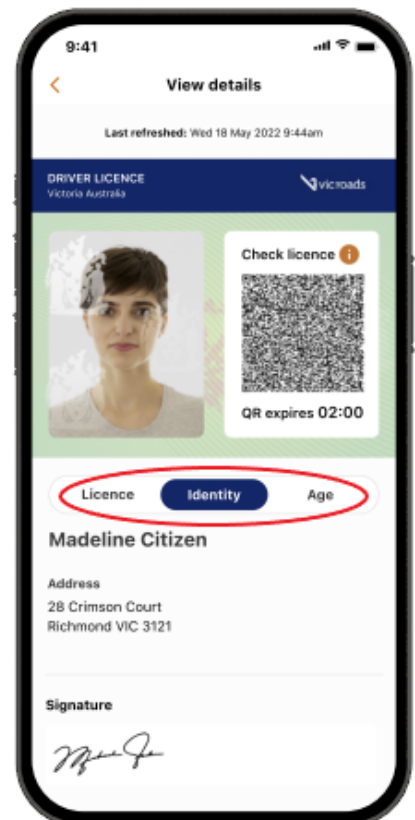 9:41
View details
Last refreshed: Wed 18 May 2022 9:44am
DRIVER LICENCE
Victoria Australia
vicroads
Check licence
QR expires 02:00
Licence Identity Age
Madeline Citizen
Address
28 Crimson Court
Richmond VIC 3121
Signature